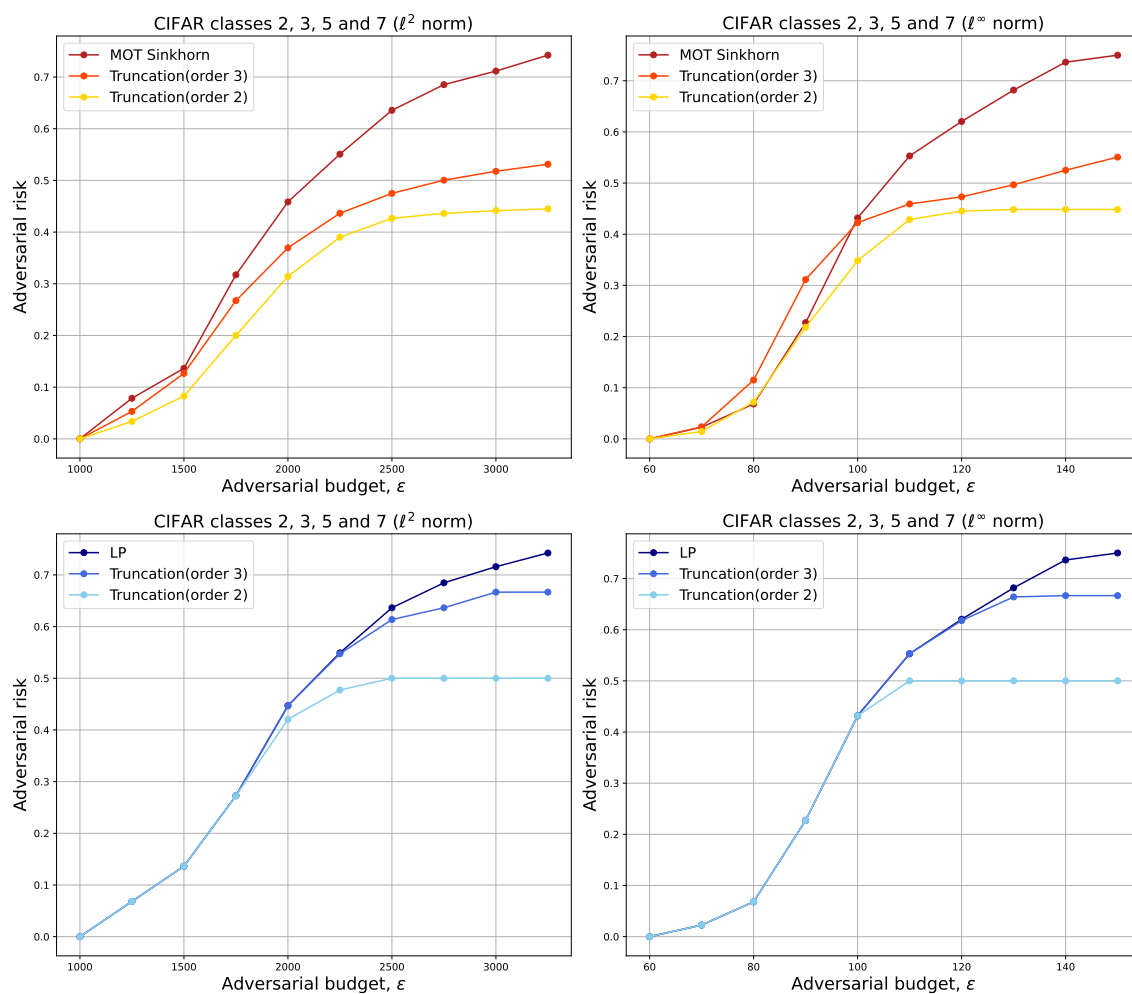 CIFAR classes 2, 3, 5 and 7 (ℓ² norm)
MOT Sinkhorn
Truncation(order 3)
Truncation(order 2)
0.7
0.6
0.5
0.4
0.3
0.2
0.1
0.0
Adversarial risk
1000 1500 2000 2500 3000
Adversarial budget, ε
CIFAR classes 2, 3, 5 and 7 (ℓ∞ norm)
MOT Sinkhorn
Truncation(order 3)
Truncation(order 2)
0.7
0.6
0.5
0.4
0.3
0.2
0.1
0.0
Adversarial risk
60 80 100 120 140
Adversarial budget, ε
CIFAR classes 2, 3, 5 and 7 (ℓ² norm)
LP
Truncation(order 3)
Truncation(order 2)
0.7
0.6
0.5
0.4
0.3
0.2
0.1
0.0
Adversarial risk
1000 1500 2000 2500 3000
Adversarial budget, ε
CIFAR classes 2, 3, 5 and 7 (ℓ∞ norm)
LP
Truncation(order 3)
Truncation(order 2)
0.7
0.6
0.5
0.4
0.3
0.2
0.1
0.0
Adversarial risk
60 80 100 120 140
Adversarial budget, ε